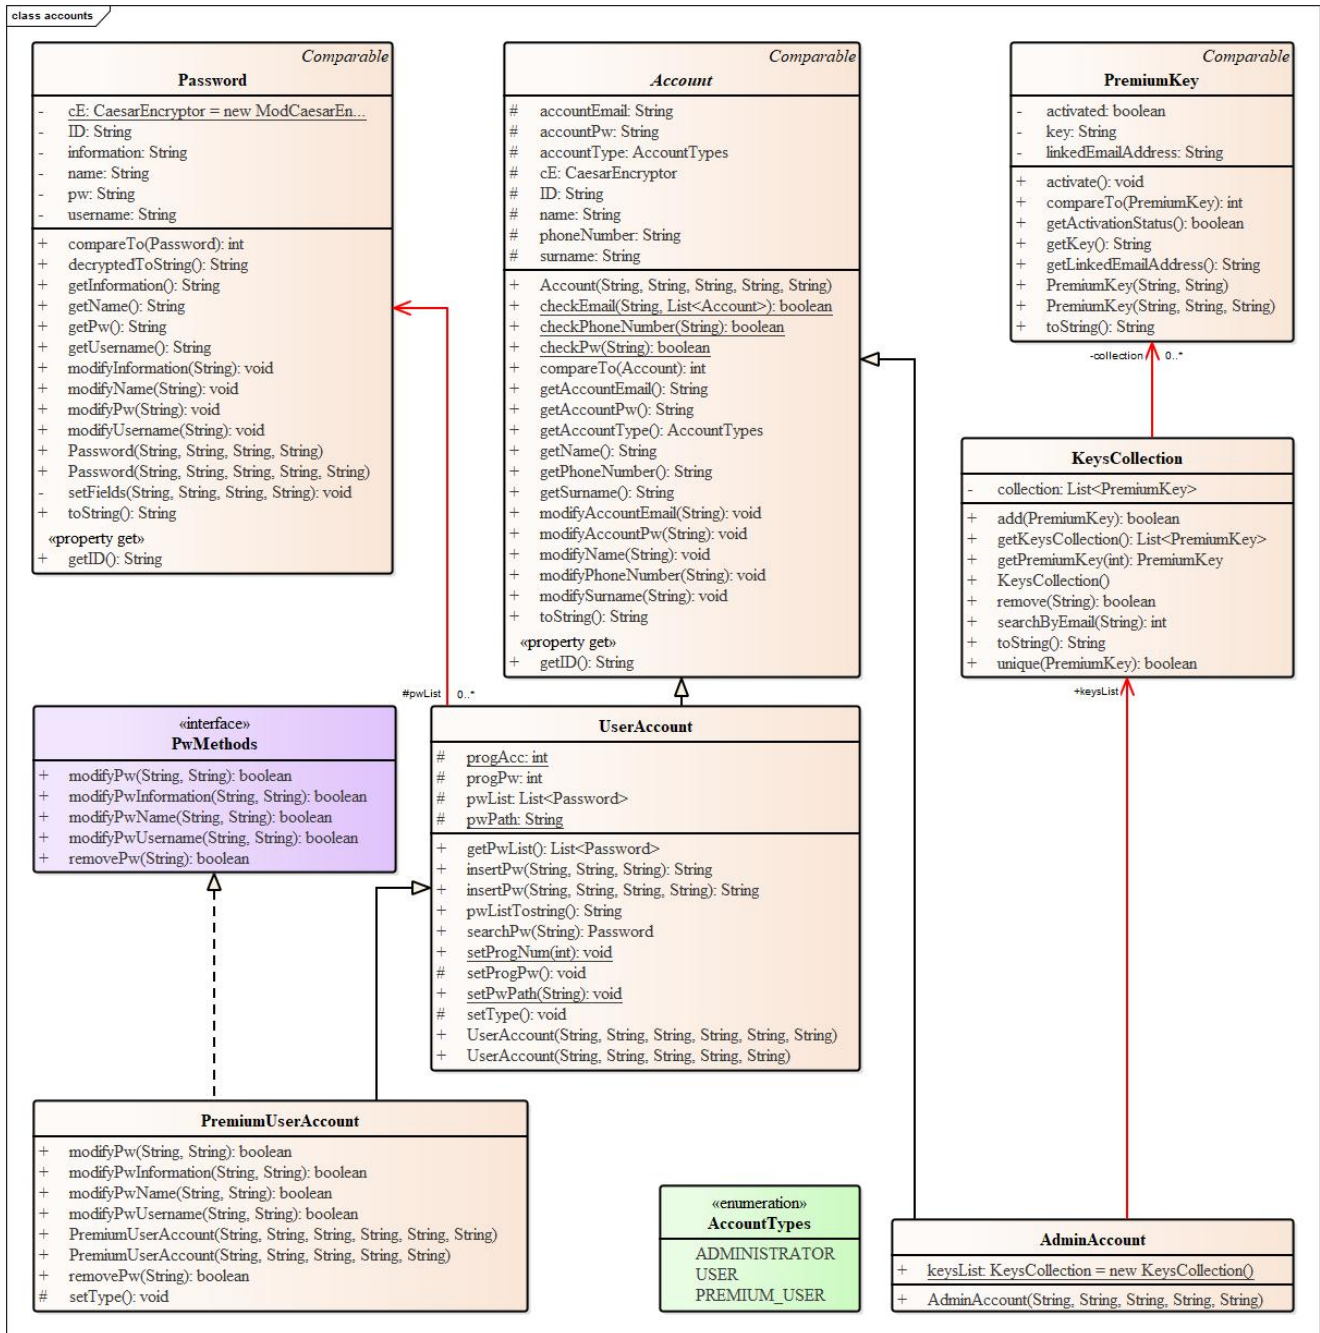 class accounts
Comparable
Password
- cE: CaesarEncryptor = new ModCaesarEn...
- ID: String
- information: String
- name: String
- pw: String
- username: String
+ compareTo(Password): int
+ decryptedToString(): String
+ getInformation(): String
+ getName(): String
+ getPw(): String
+ getUsername(): String
+ modifyInformation(String): void
+ modifyName(String): void
+ modifyPw(String): void
+ modifyUsername(String): void
+ Password(String, String, String, String)
+ Password(String, String, String, String, String)
- setFields(String, String, String, String): void
+ toString(): String
«property get»
+ getID(): String
Comparable
Account
# accountEmail: String
# accountPw: String
# accountType: AccountTypes
# cE: CaesarEncryptor
# ID: String
# name: String
# phoneNumber: String
# surname: String
+ Account(String, String, String, String, String)
+ checkEmail(String, List<Account>): boolean
+ checkPhoneNumber(String): boolean
+ checkPw(String): boolean
+ compareTo(Account): int
+ getAccountEmail(): String
+ getAccountPw(): String
+ getAccountType(): AccountTypes
+ getName(): String
+ getPhoneNumber(): String
+ getSurname(): String
+ modifyAccountEmail(String): void
+ modifyAccountPw(String): void
+ modifyName(String): void
+ modifyPhoneNumber(String): void
+ modifySurname(String): void
+ toString(): String
«property get»
+ getID(): String
Comparable
PremiumKey
- activated: boolean
- key: String
- linkedEmailAddress: String
+ activate(): void
+ compareTo(PremiumKey): int
+ getActivationStatus(): boolean
+ getKey(): String
+ getLinkedEmailAddress(): String
+ PremiumKey(String, String)
+ PremiumKey(String, String, String)
+ toString(): String
-collection 0..*
KeysCollection
- collection: List<PremiumKey>
+ add(PremiumKey): boolean
+ getKeysCollection(): List<PremiumKey>
+ getPremiumKey(int): PremiumKey
+ KeysCollection()
+ remove(String): boolean
+ searchByEmail(String): int
+ toString(): String
+ unique(PremiumKey): boolean
+keysList
#pwList 0..*
«interface»
PwMethods
+ modifyPw(String, String): boolean
+ modifyPwInformation(String, String): boolean
+ modifyPwName(String, String): boolean
+ modifyPwUsername(String, String): boolean
+ removePw(String): boolean
UserAccount
# progAcc: int
# progPw: int
# pwList: List<Password>
# pwPath: String
+ getPwList(): List<Password>
+ insertPw(String, String, String): String
+ insertPw(String, String, String, String): String
+ pwListTostring(): String
+ searchPw(String): Password
+ setProgNum(int): void
# setProgPw(): void
+ setPwPath(String): void
# setType(): void
+ UserAccount(String, String, String, String, String, String)
+ UserAccount(String, String, String, String, String)
PremiumUserAccount
+ modifyPw(String, String): boolean
+ modifyPwInformation(String, String): boolean
+ modifyPwName(String, String): boolean
+ modifyPwUsername(String, String): boolean
+ PremiumUserAccount(String, String, String, String, String, String)
+ PremiumUserAccount(String, String, String, String, String)
+ removePw(String): boolean
# setType(): void
«enumeration»
AccountTypes
ADMINISTRATOR
USER
PREMIUM_USER
AdminAccount
+ keysList: KeysCollection = new KeysCollection()
+ AdminAccount(String, String, String, String, String)